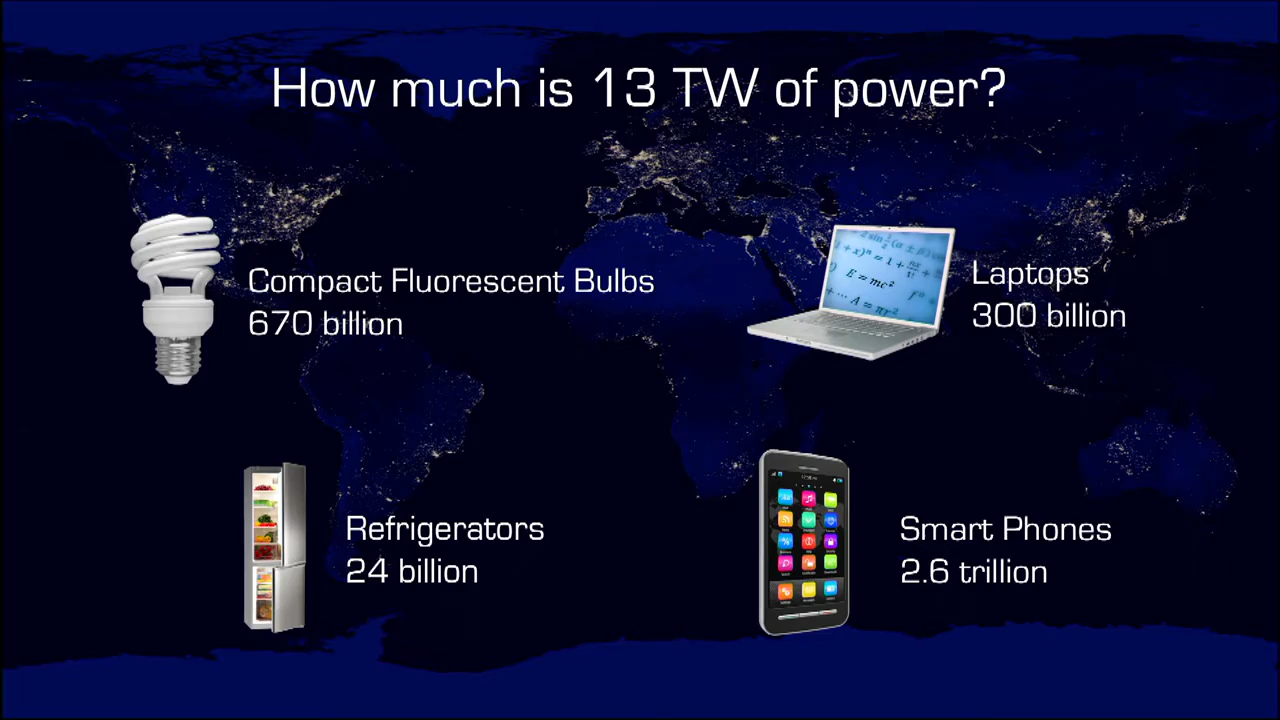 How much is 13 TW of power?
Compact Fluorescent Bulbs
670 billion
Laptops
300 billion
E = mc²
Refrigerators
24 billion
Smart Phones
2.6 trillion